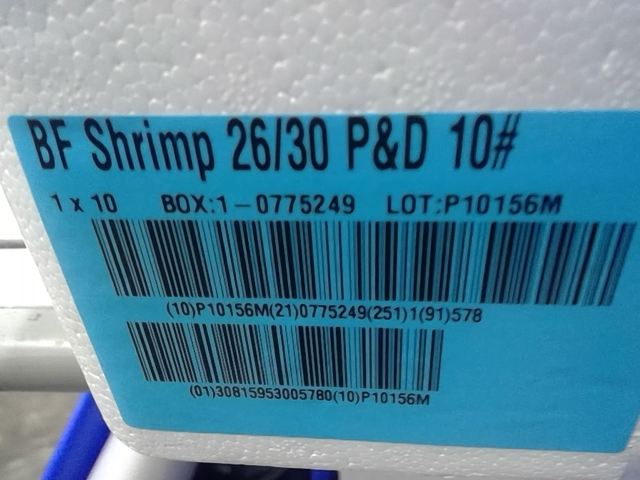 BF Shrimp 26/30 P&D 10#
1 x 10 BOX:1-0775249 LOT:P10156M
(10)P10156M(21)0775249(251)1(91)578
(01)30815953005780(10)P10156M